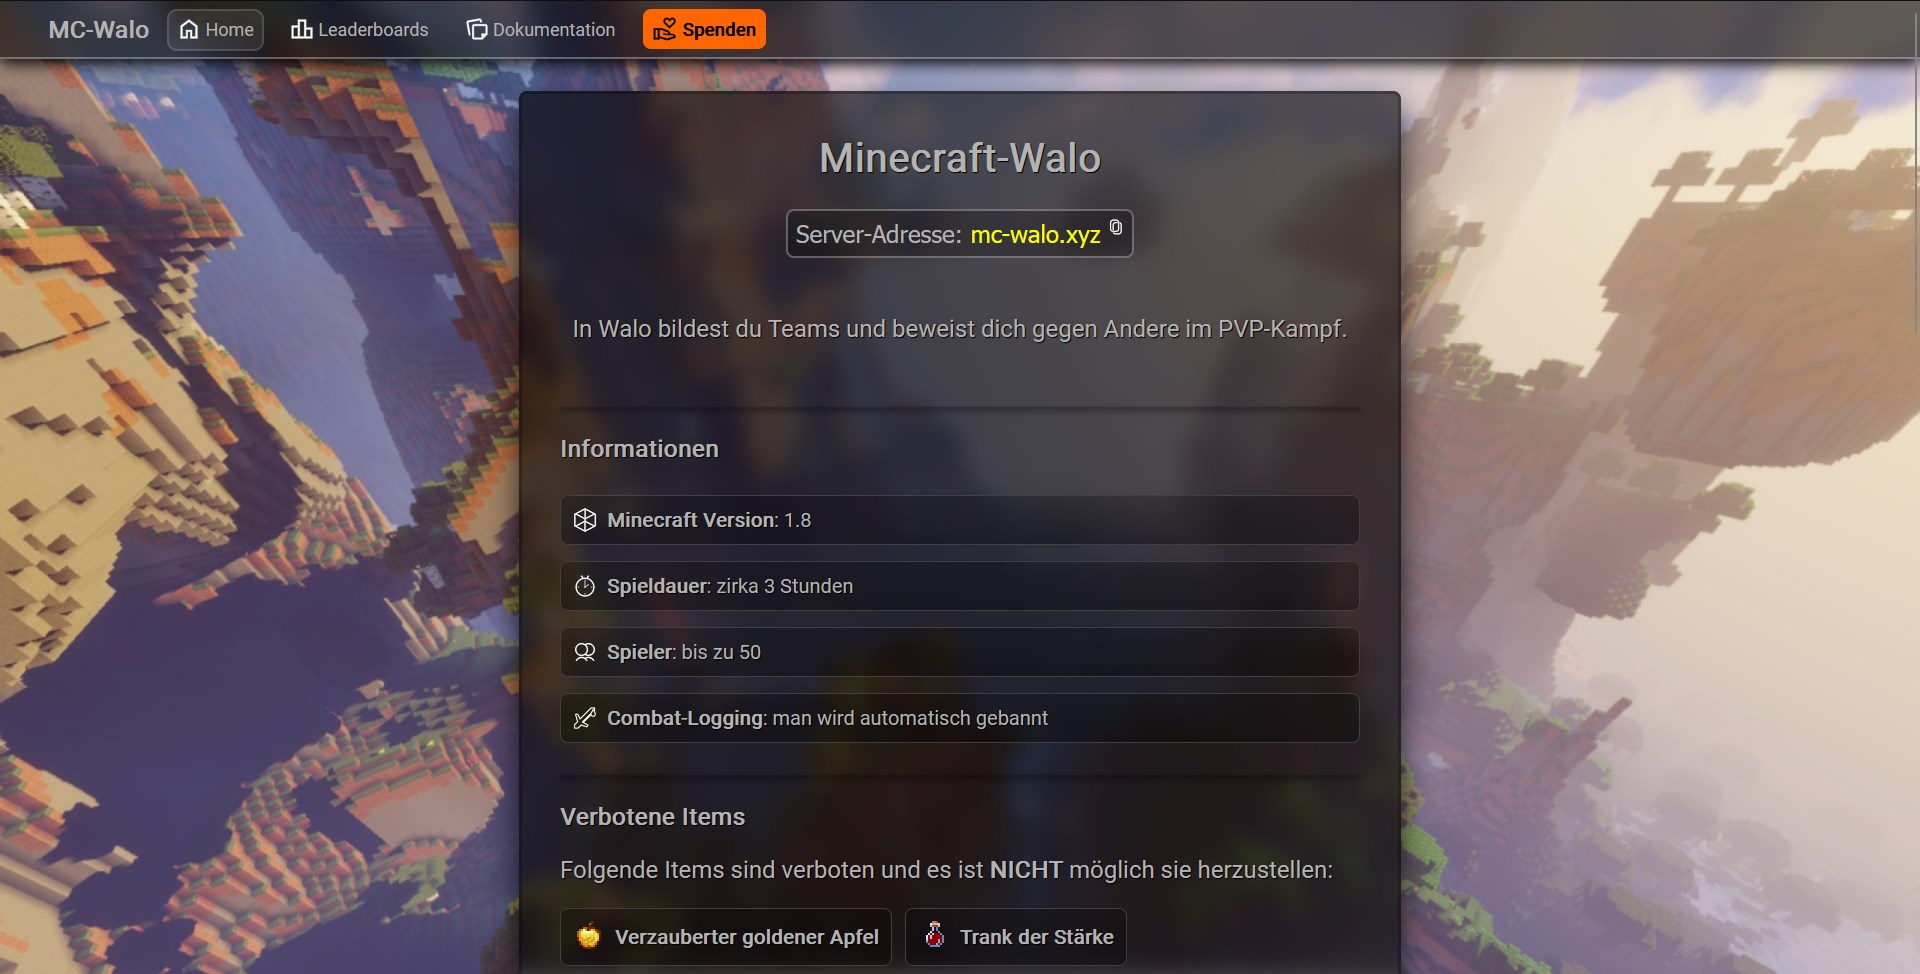 MC-Walo Home Leaderboards Dokumentation Spenden
Minecraft-Walo
Server-Adresse: mc-walo.xyz
In Walo bildest du Teams und beweist dich gegen Andere im PVP-Kampf.
Informationen
Minecraft Version: 1.8
Spieldauer: zirka 3 Stunden
Spieler: bis zu 50
Combat-Logging: man wird automatisch gebannt
Verbotene Items
Folgende Items sind verboten und es ist NICHT möglich sie herzustellen:
Verzauberter goldener Apfel Trank der Stärke